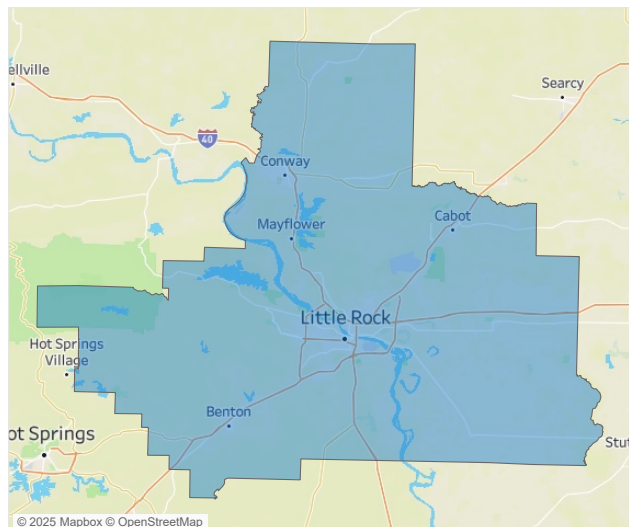 ellville
Searcy
40
Conway
Mayflower
Cabot
Little Rock
Hot Springs
Village
Benton
ot Springs
Stut
© 2025 Mapbox © OpenStreetMap